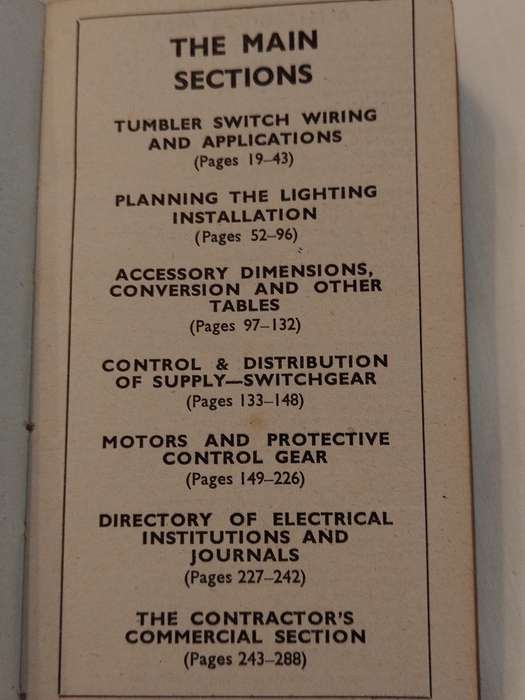 THE MAIN
SECTIONS
TUMBLER SWITCH WIRING
AND APPLICATIONS
(Pages 19–43)
PLANNING THE LIGHTING
INSTALLATION
(Pages 52–96)
ACCESSORY DIMENSIONS,
CONVERSION AND OTHER
TABLES
(Pages 97–132)
CONTROL & DISTRIBUTION
OF SUPPLY—SWITCHGEAR
(Pages 133–148)
MOTORS AND PROTECTIVE
CONTROL GEAR
(Pages 149–226)
DIRECTORY OF ELECTRICAL
INSTITUTIONS AND
JOURNALS
(Pages 227–242)
THE CONTRACTOR'S
COMMERCIAL SECTION
(Pages 243–288)